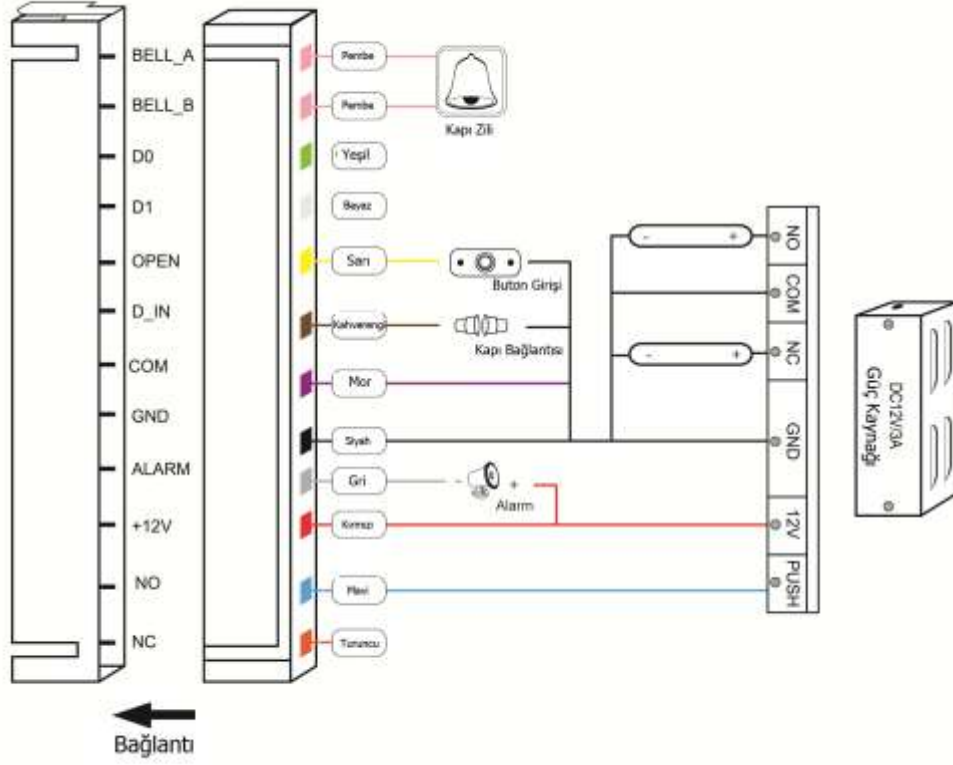 BELL_A
BELL_B
D0
D1
OPEN
D_IN
COM
GND
ALARM
+12V
NO
NC
Bağlantı
Pembe
Pembe
Yeşil
Beyaz
Sarı
Kahverengi
Mor
Siyah
Gri
Kırmızı
Mavi
Turuncu
Kapı Zili
Buton Girişi
Kapı Bağlantısı
- +
Alarm
- +
- +
NO
COM
NC
GND
12V
PUSH
DC12V/3A
Güç Kaynağı